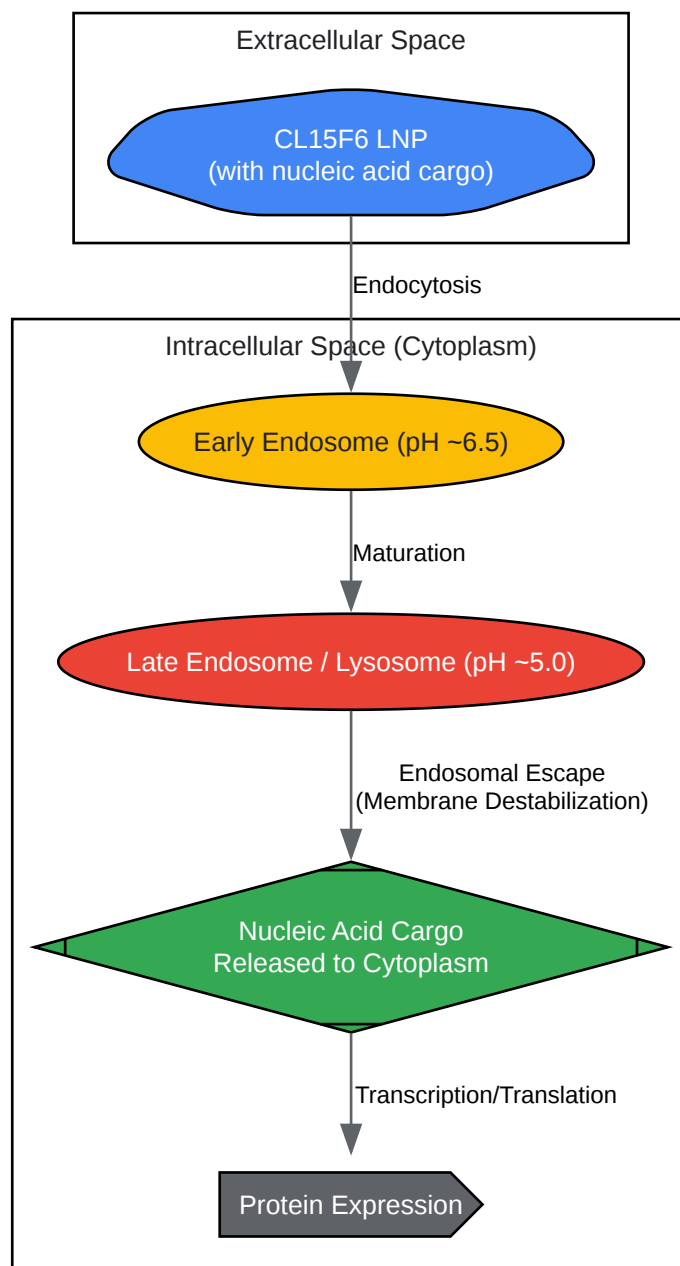 Extracellular Space
CL15F6 LNP
(with nucleic acid cargo)
Endocytosis
Intracellular Space (Cytoplasm)
Early Endosome (pH ~6.5)
Maturation
Late Endosome / Lysosome (pH ~5.0)
Endosomal Escape
(Membrane Destabilization)
Nucleic Acid Cargo
Released to Cytoplasm
Transcription/Translation
Protein Expression